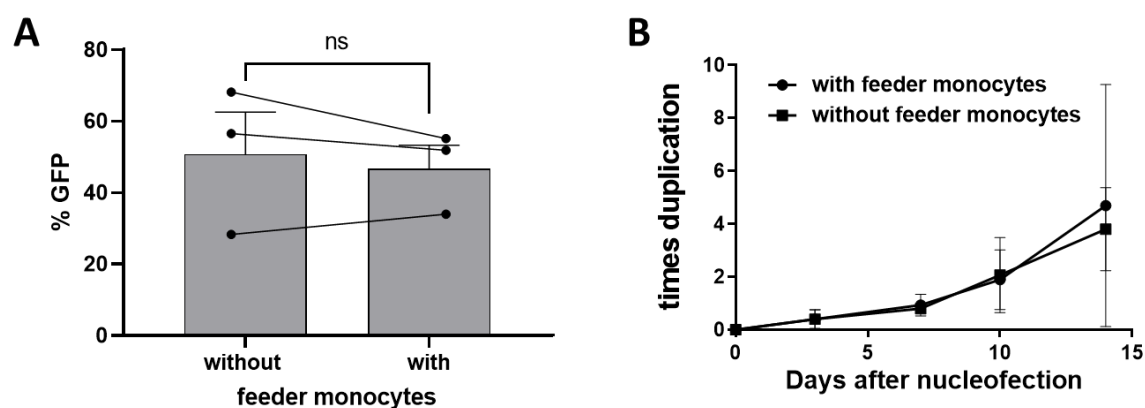 A
ns
80
60
40
20
0
% GFP
without
with
feeder monocytes
B
with feeder monocytes
without feeder monocytes
10
8
6
4
2
0
times duplication
0 5 10 15
Days after nucleofection